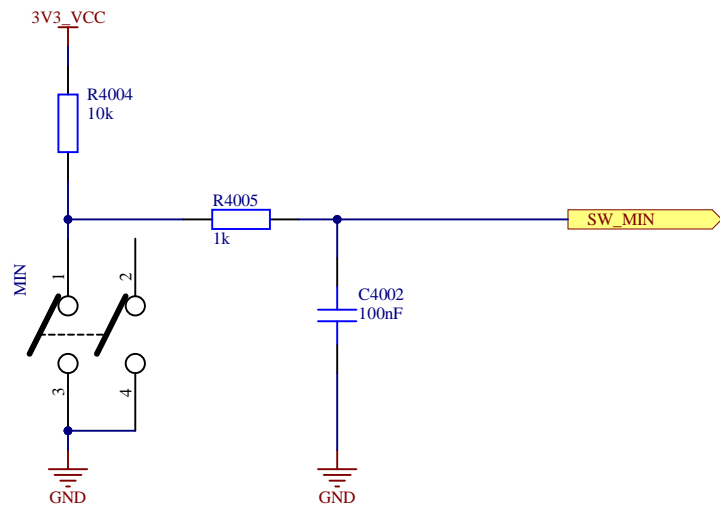 3V3_VCC
R4004
10k
R4005
1k
SW_MIN
MIN
1
2
C4002
100nF
3
4
GND
GND